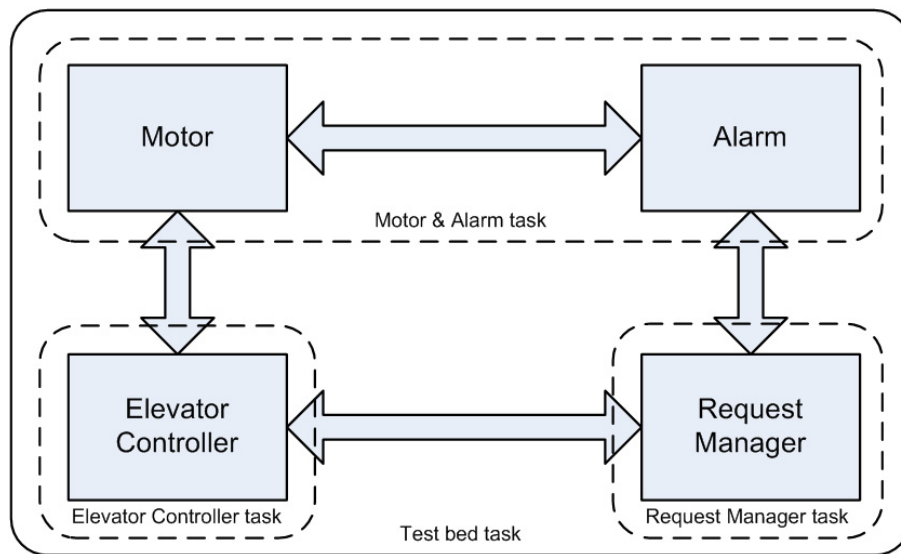 Motor
Alarm
Motor & Alarm task
Elevator
Controller
Request
Manager
Elevator Controller task
Request Manager task
Test bed task